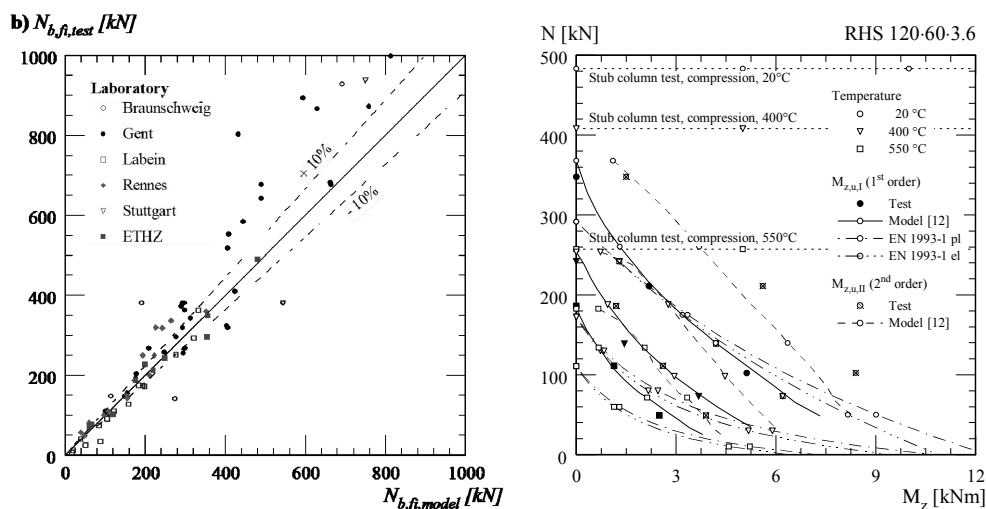 b) N_b,fi,test [kN]
1000
800
600
400
200
0
Laboratory
Braunschweig
Gent
Labein
Rennes
Stuttgart
ETHZ
+10%
-10%
0 200 400 600 800 1000
N_b,fi,model [kN]
N [kN] RHS 120·60·3.6
500
400
300
200
100
0
Stub column test, compression, 20°C
Stub column test, compression, 400°C
Stub column test, compression, 550°C
Temperature
20 °C
400 °C
550 °C
M_z,u,I (1st order)
Test
Model [12]
EN 1993-1 pl
EN 1993-1 el
M_z,u,II (2nd order)
Test
Model [12]
0 3 6 9 12
M_z [kNm]